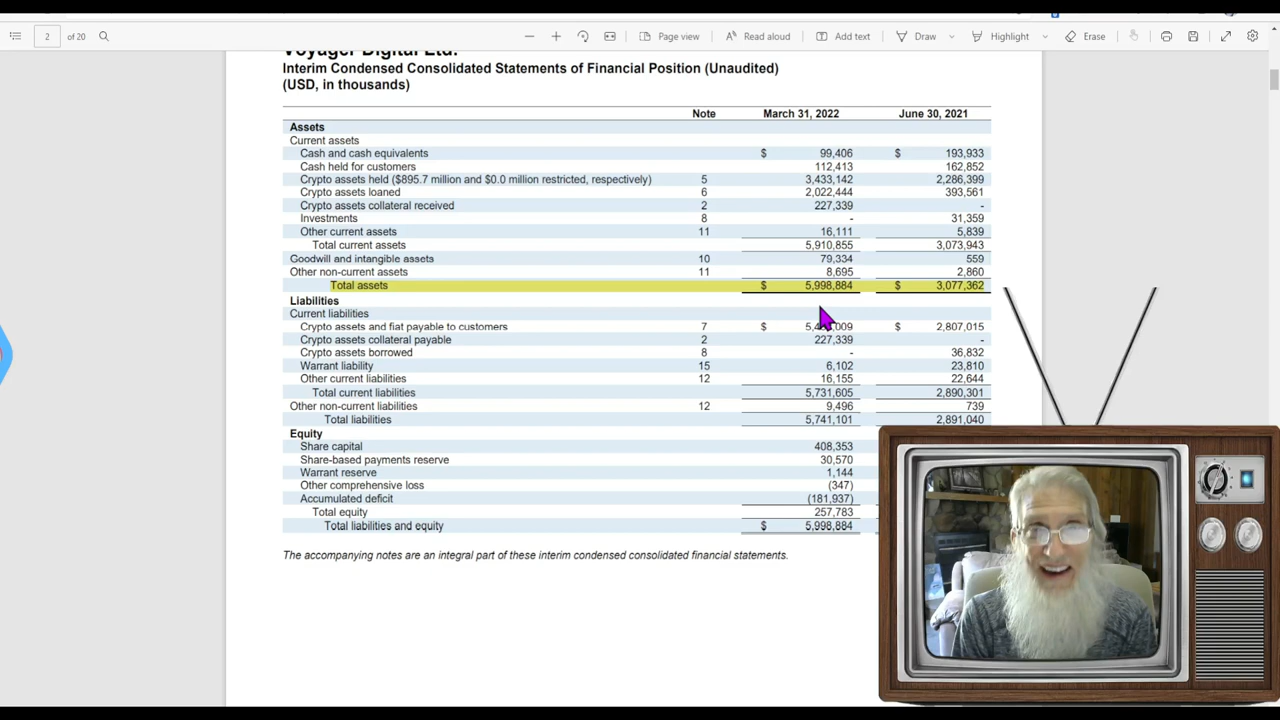 2 of 20 Page view Read aloud Add text Draw Highlight Erase
Voyager Digital Ltd.
Interim Condensed Consolidated Statements of Financial Position (Unaudited)
(USD, in thousands)
Note March 31, 2022 June 30, 2021
Assets
Current assets
Cash and cash equivalents $ 99,406 $ 193,933
Cash held for customers 112,413 162,852
Crypto assets held ($895.7 million and $0.0 million restricted, respectively) 5 3,433,142 2,286,399
Crypto assets loaned 6 2,022,444 393,561
Crypto assets collateral received 2 227,339 -
Investments 8 - 31,359
Other current assets 11 16,111 5,839
Total current assets 5,910,855 3,073,943
Goodwill and intangible assets 10 79,334 559
Other non-current assets 11 8,695 2,860
Total assets $ 5,998,884 $ 3,077,362
Liabilities
Current liabilities
Crypto assets and fiat payable to customers 7 $ $ 2,807,015
Crypto assets collateral payable 2 227,339 -
Crypto assets borrowed 8 - 36,832
Warrant liability 15 6,102 23,810
Other current liabilities 12 16,155 22,644
Total current liabilities 5,731,605 2,890,301
Other non-current liabilities 12 9,496 739
Total liabilities 5,741,101 2,891,040
Equity
Share capital 408,353
Share-based payments reserve 30,570
Warrant reserve 1,144
Other comprehensive loss (347)
Accumulated deficit (181,937)
Total equity 257,783
Total liabilities and equity $ 5,998,884
The accompanying notes are an integral part of these interim condensed consolidated financial statements.